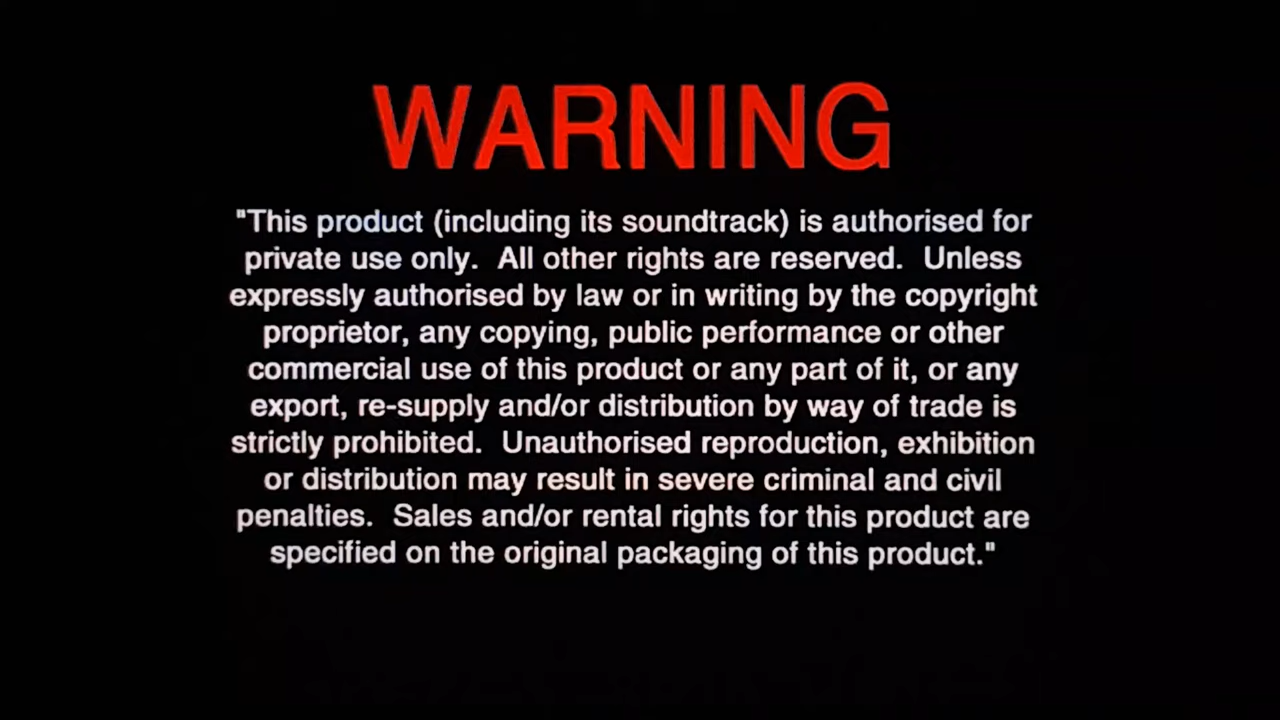 WARNING
"This product (including its soundtrack) is authorised for
private use only.  All other rights are reserved.  Unless
expressly authorised by law or in writing by the copyright
proprietor, any copying, public performance or other
commercial use of this product or any part of it, or any
export, re-supply and/or distribution by way of trade is
strictly prohibited.  Unauthorised reproduction, exhibition
or distribution may result in severe criminal and civil
penalties.  Sales and/or rental rights for this product are
specified on the original packaging of this product."